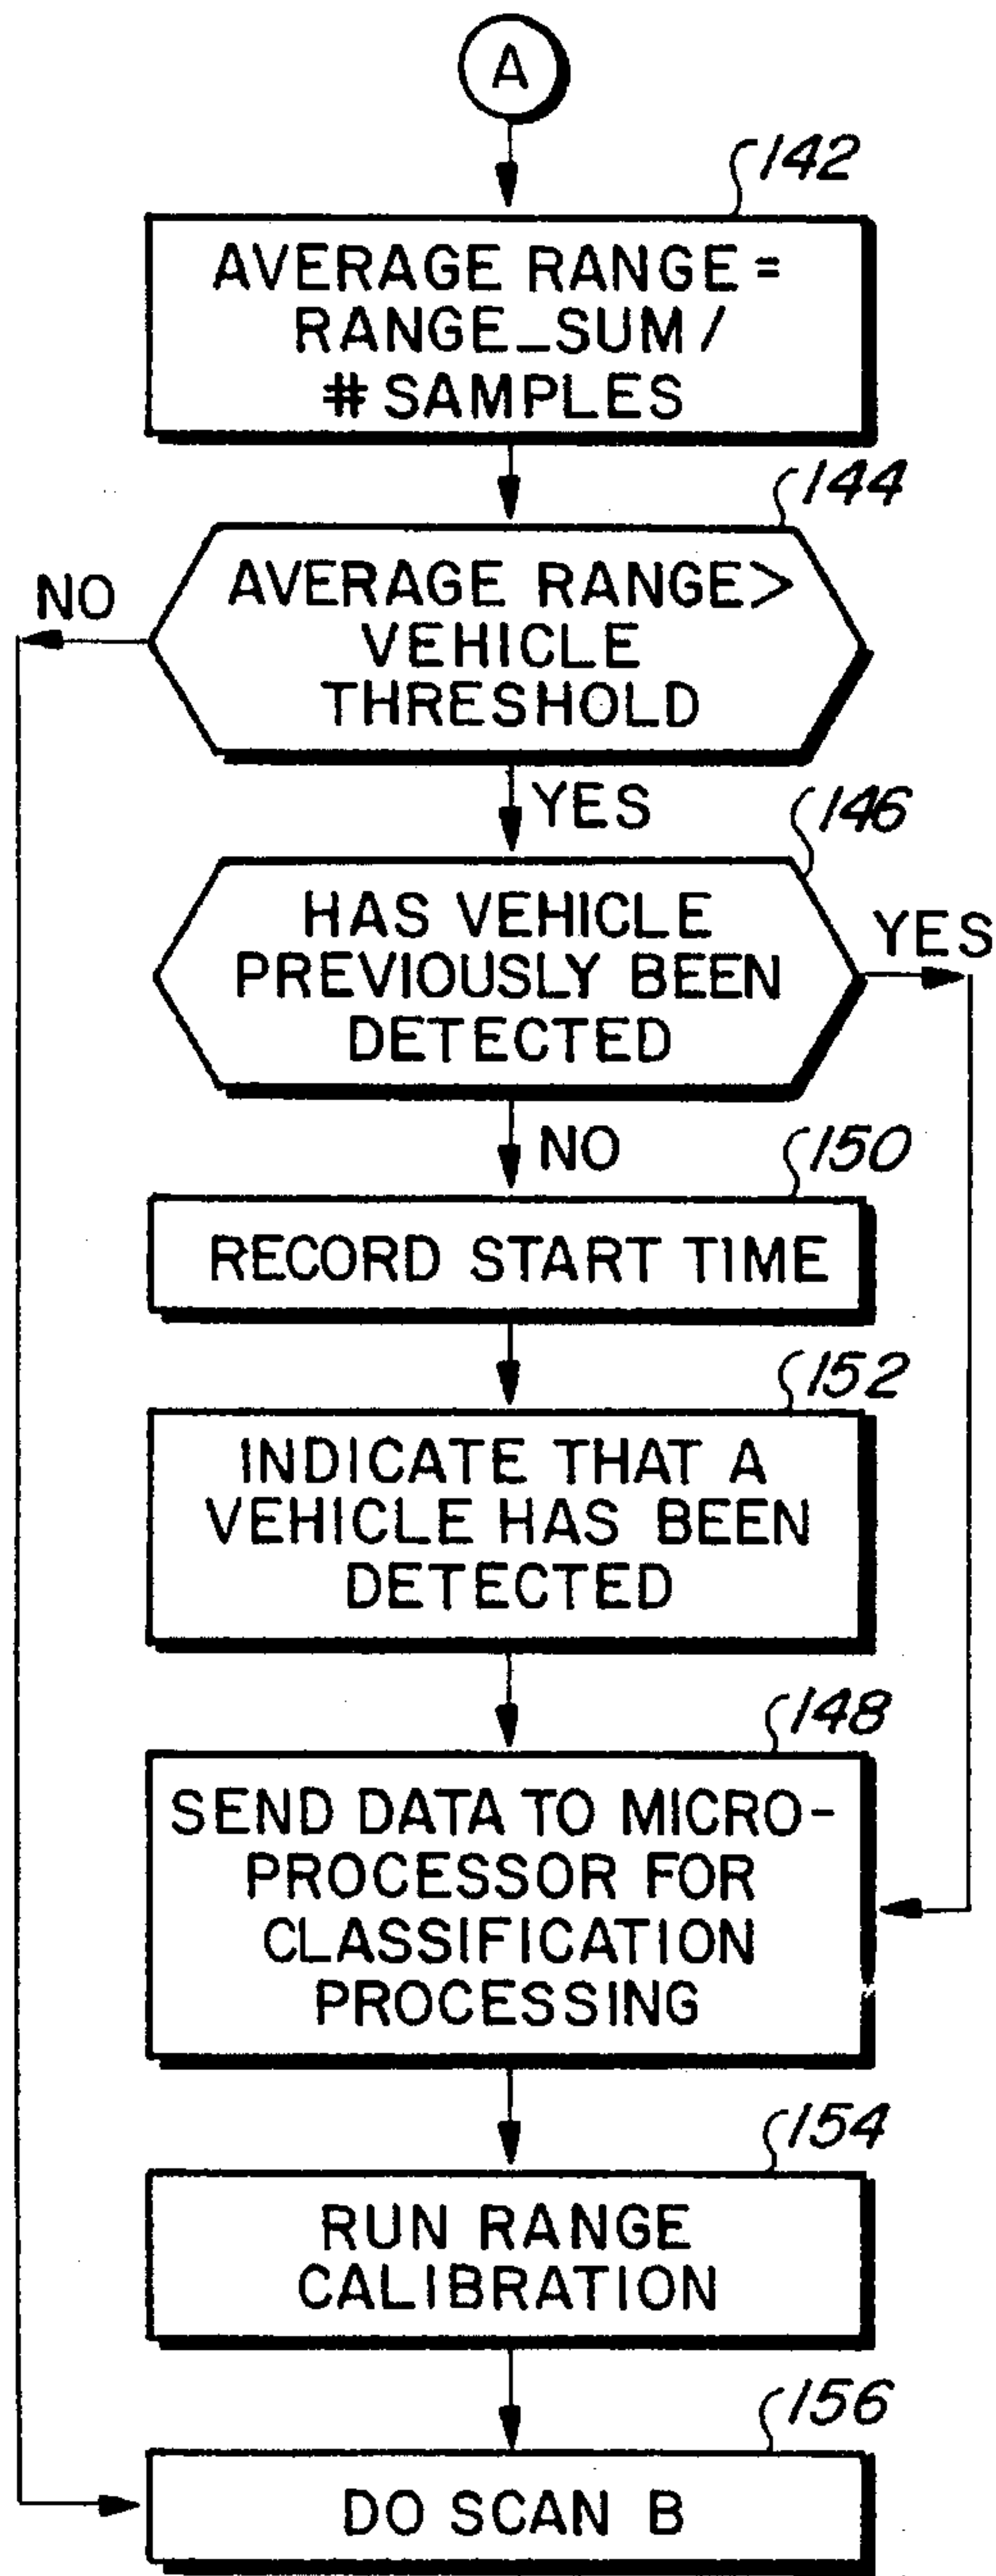 A
142
AVERAGE RANGE =
RANGE_SUM /
# SAMPLES
144
NO
AVERAGE RANGE >
VEHICLE
THRESHOLD
YES
146
HAS VEHICLE
PREVIOUSLY BEEN
DETECTED
YES
NO
150
RECORD START TIME
152
INDICATE THAT A
VEHICLE HAS BEEN
DETECTED
148
SEND DATA TO MICRO-
PROCESSOR FOR
CLASSIFICATION
PROCESSING
154
RUN RANGE
CALIBRATION
156
DO SCAN B